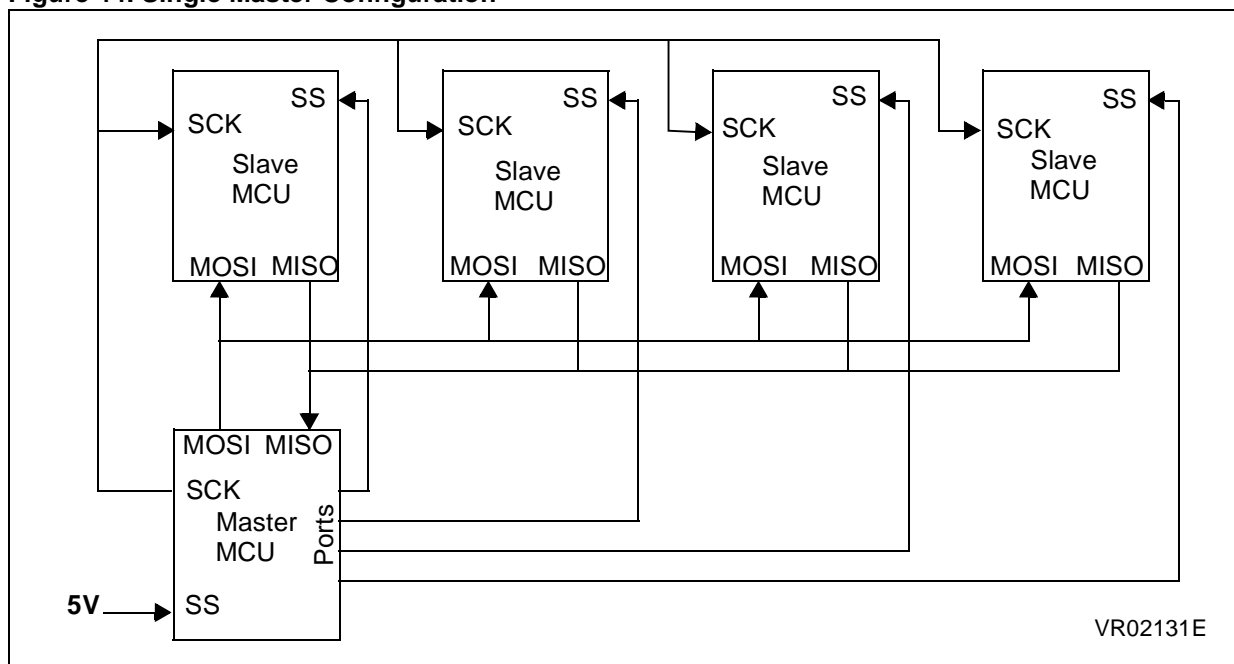 Figure Single Master Configuration
SS SS SS SS
SCK SCK SCK SCK
Slave Slave Slave Slave
MCU MCU MCU MCU
MOSI MISO MOSI MISO MOSI MISO MOSI MISO
MOSI MISO
SCK
Master
MCU
Ports
5V SS
VR02131E